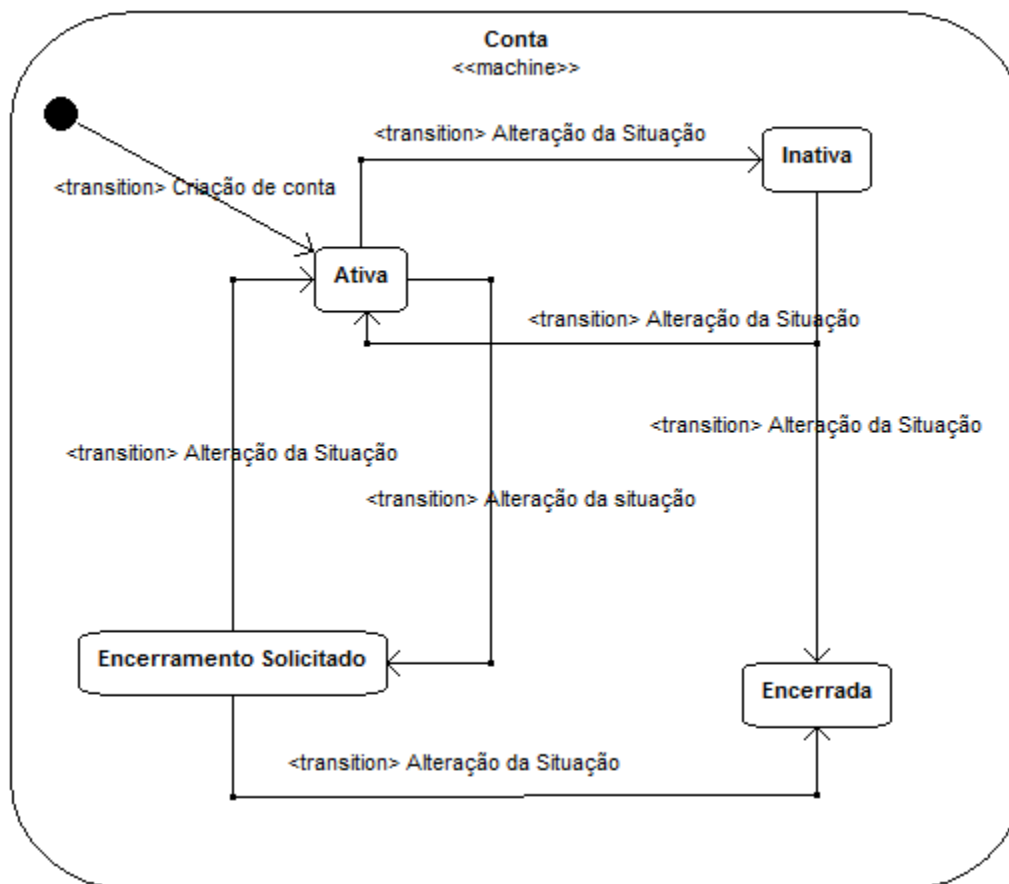 Conta
<<machine>>
<transition> Alteração da Situação
Inativa
<transition> Criação de conta
Ativa
<transition> Alteração da Situação
<transition> Alteração da Situação
<transition> Alteração da Situação
<transition> Alteração da situação
Encerramento Solicitado
Encerrada
<transition> Alteração da Situação